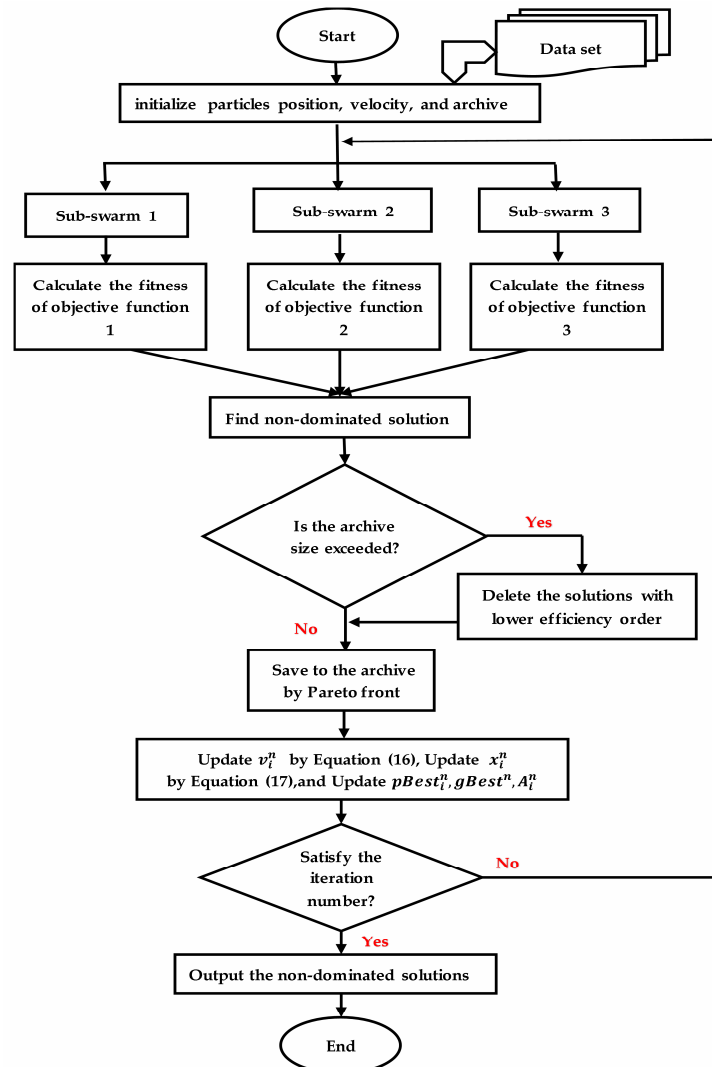 Start
Data set
initialize particles position, velocity, and archive
Sub-swarm 1
Sub-swarm 2
Sub-swarm 3
Calculate the fitness
of objective function
1
Calculate the fitness
of objective function
2
Calculate the fitness
of objective function
3
Find non-dominated solution
Is the archive
size exceeded?
Yes
Delete the solutions with
lower efficiency order
No
Save to the archive
by Pareto front
Update $v_i^n$ by Equation (16), Update $x_i^n$
by Equation (17),and Update $pBest_i^n, gBest^n, A_i^n$
Satisfy the
iteration
number?
No
Yes
Output the non-dominated solutions
End